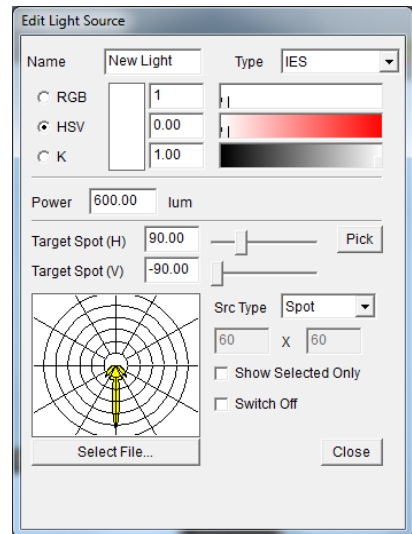 Edit Light Source
Name New Light Type IES
RGB 1
HSV 0.00
K 1.00
Power 600.00 lum
Target Spot (H) 90.00 Pick
Target Spot (V) -90.00
Src Type Spot
60 X 60
Show Selected Only
Switch Off
Select File... Close